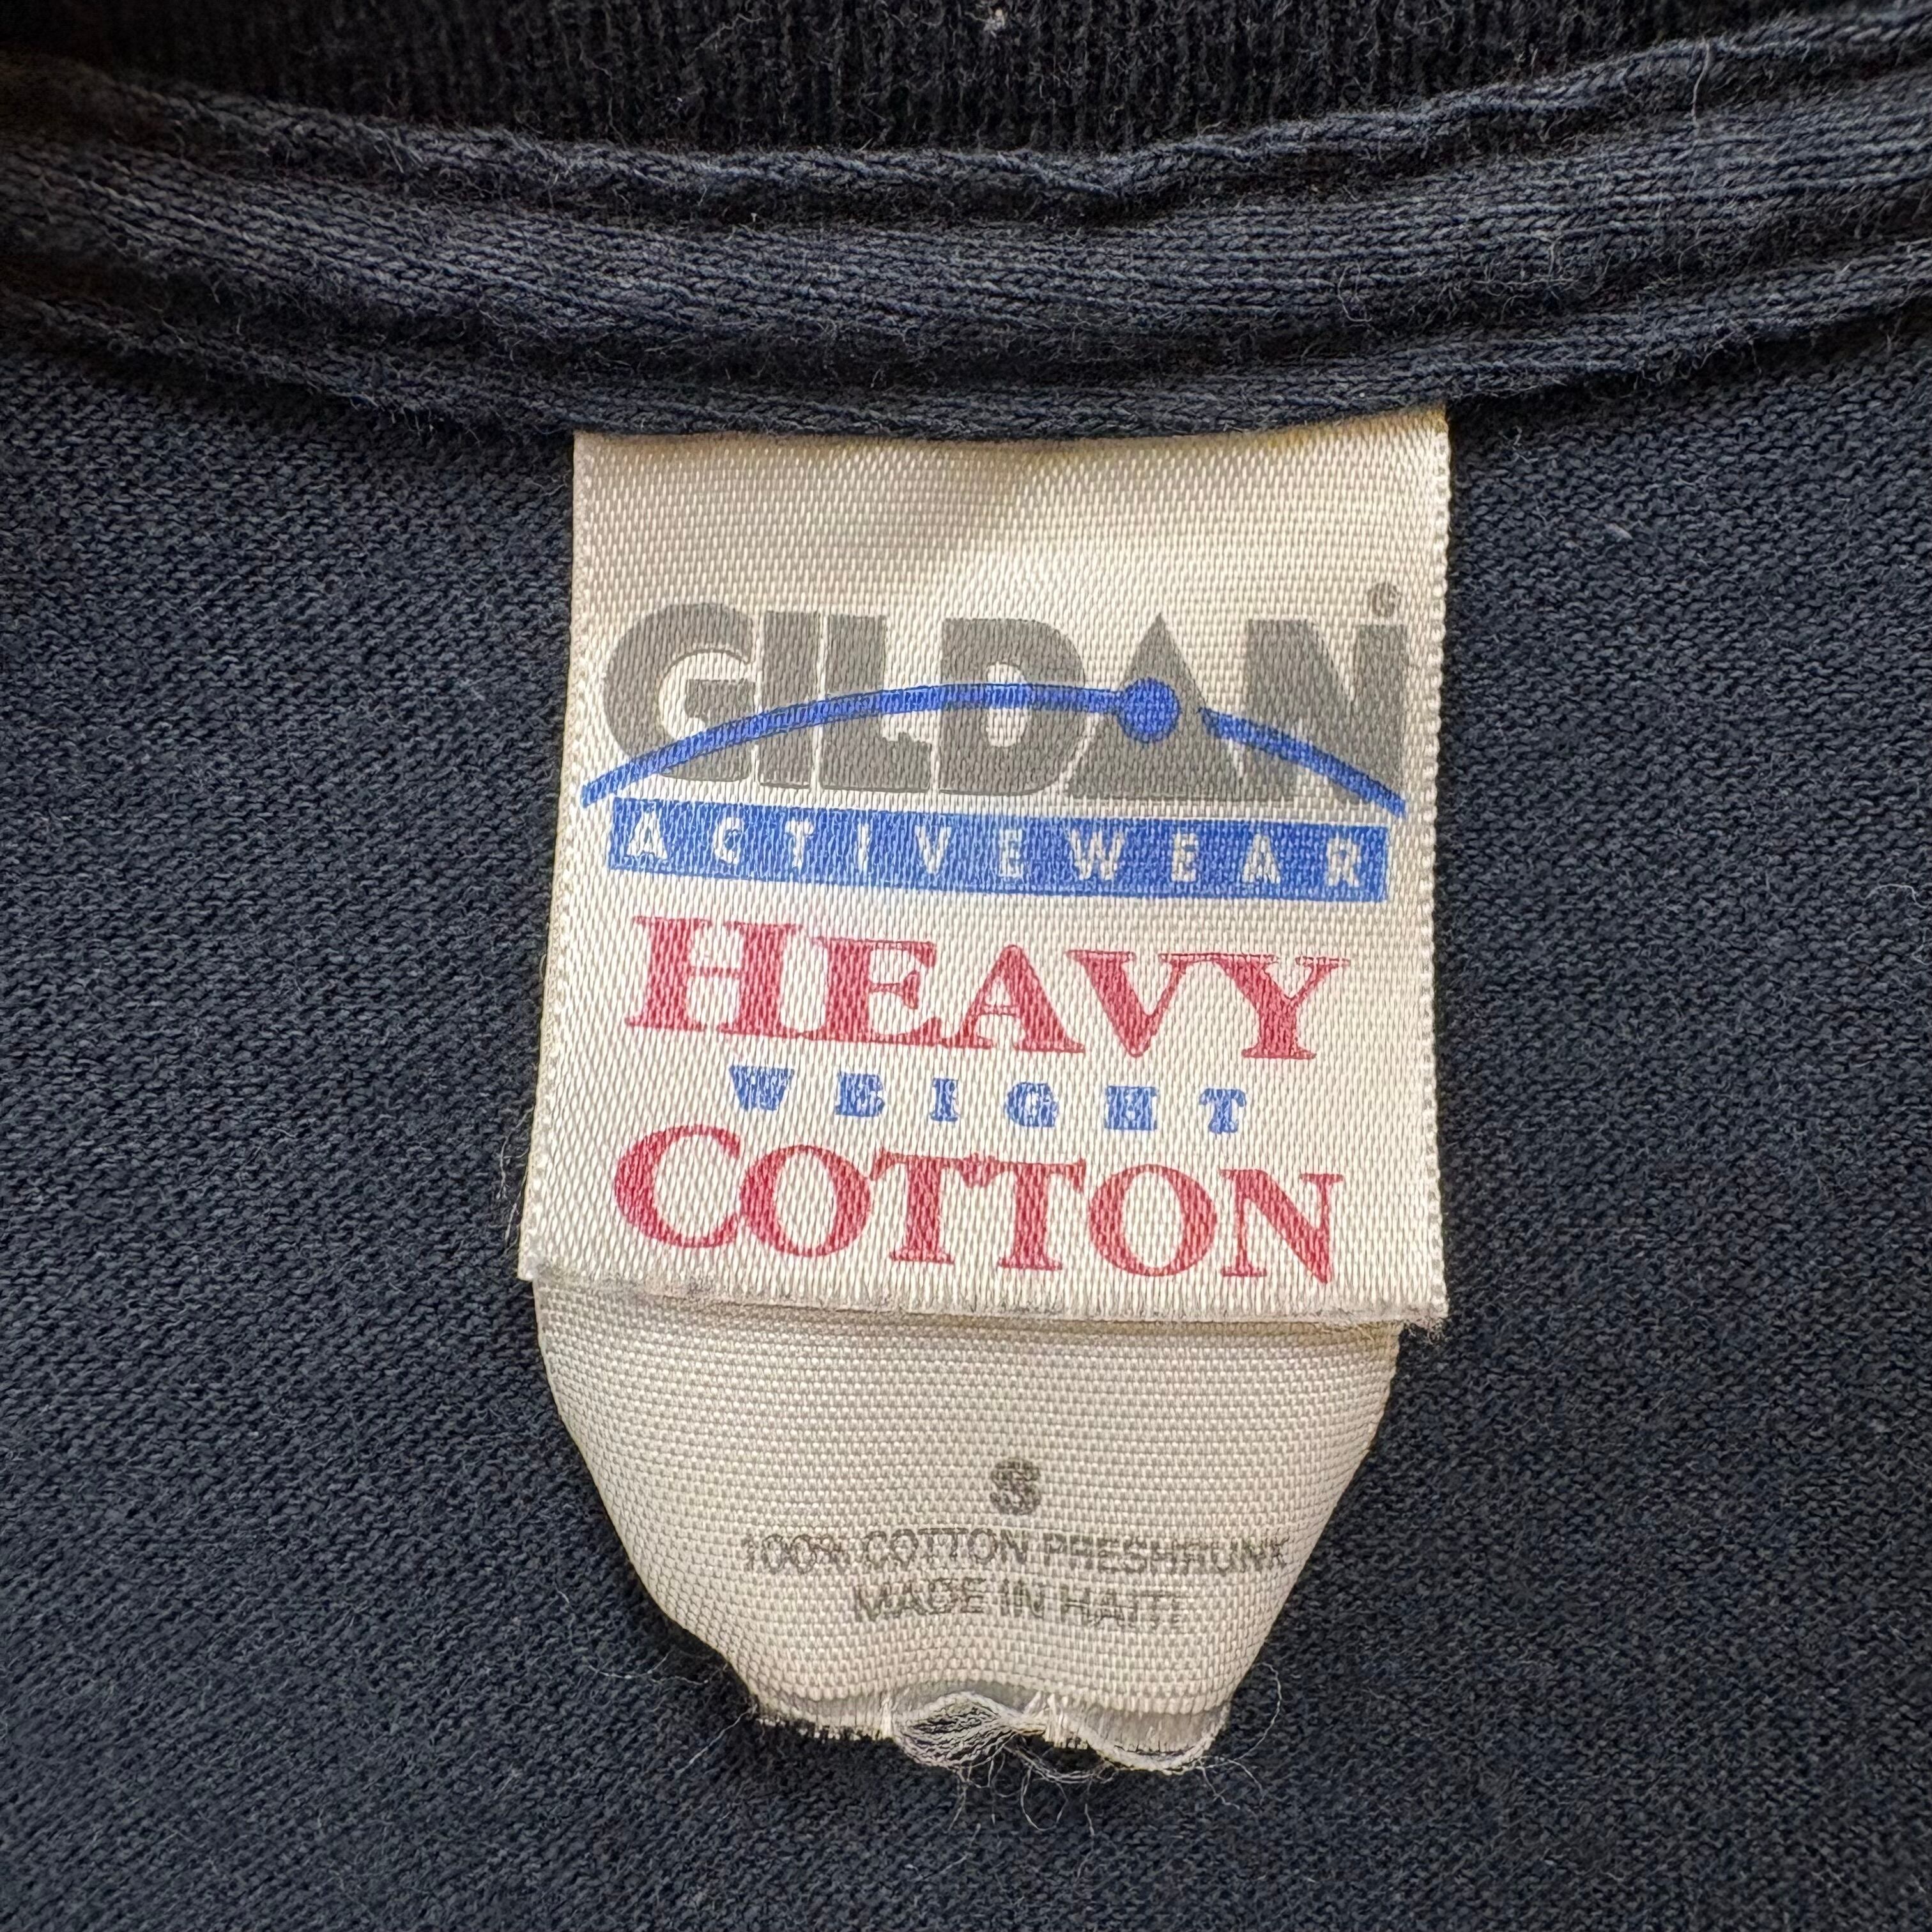 GILDAN
ACTIVEWEAR
HEAVY
WEIGHT
COTTON
S
100% COTTON PRESHRUNK
MADE IN HAITI